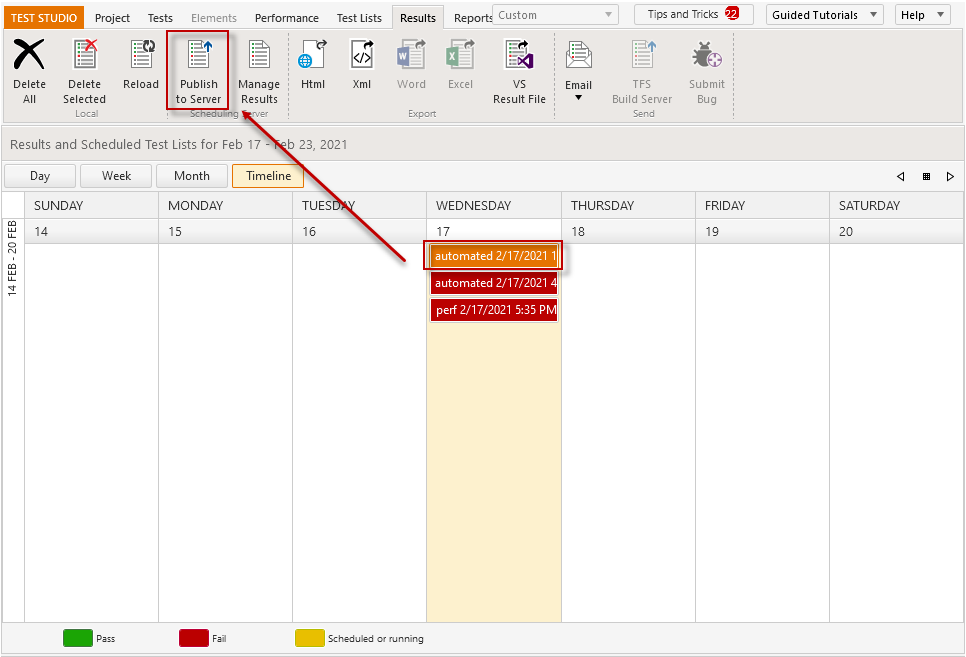 TEST STUDIO Project Tests Elements Performance Test Lists Results Reports Custom Tips and Tricks 22 Guided Tutorials Help
Delete All Delete Selected Reload Publish to Server Manage Results Html Xml Word Excel VS Result File Email TFS Build Server Submit Bug
Local Scheduling Server Export Send
Results and Scheduled Test Lists for Feb 17 - Feb 23, 2021
Day Week Month Timeline
SUNDAY MONDAY TUESDAY WEDNESDAY THURSDAY FRIDAY SATURDAY
14 15 16 17 18 19 20
14 FEB - 20 FEB
automated 2/17/2021 1
automated 2/17/2021 4
perf 2/17/2021 5:35 PM
Pass Fail Scheduled or running